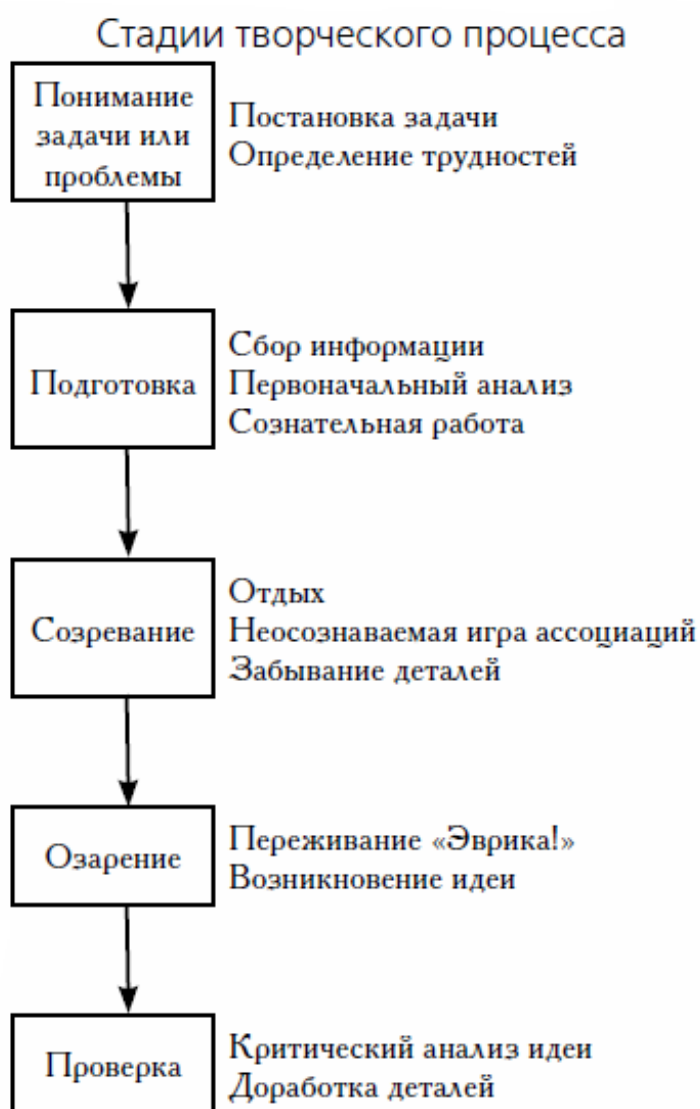 Стадии творческого процесса
Понимание
задачи или
проблемы
Постановка задачи
Определение трудностей
Подготовка
Сбор информации
Первоначальный анализ
Сознательная работа
Созревание
Отдых
Неосознаваемая игра ассоциаций
Забывание деталей
Озарение
Переживание «Эврика!»
Возникновение идеи
Проверка
Критический анализ идеи
Доработка деталей